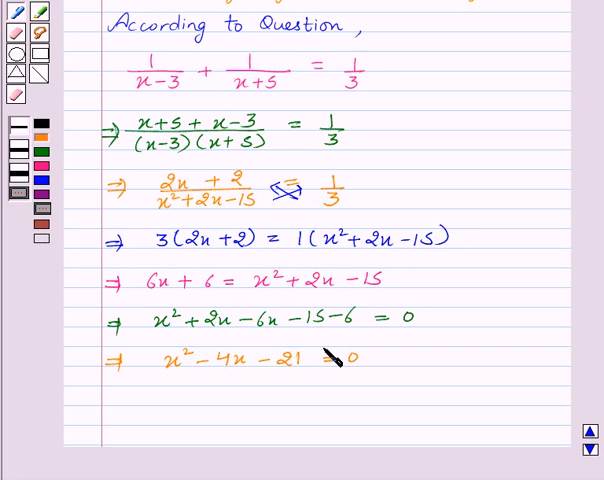 According to Question,
1/(x-3) + 1/(x+5) = 1/3
⇒ (x+5+x-3)/((x-3)(x+5)) = 1/3
⇒ (2x+2)/(x²+2x-15) = 1/3
⇒ 3(2x+2) = 1(x²+2x-15)
⇒ 6x+6 = x²+2x-15
⇒ x²+2x-6x-15-6 = 0
⇒ x²-4x-21 = 0